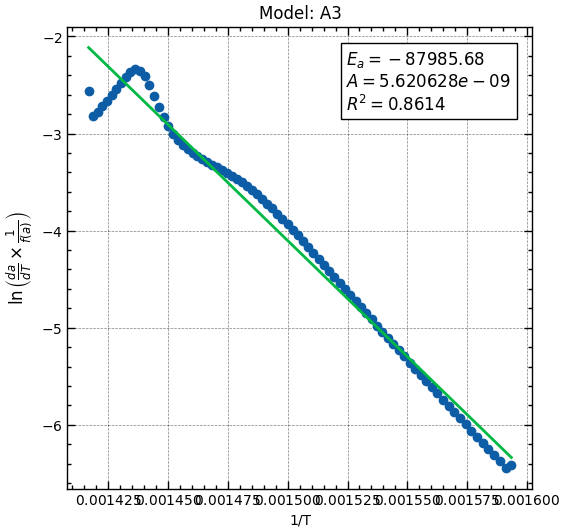 Model: A3
E_a = −87985.68
A = 5.620628e − 09
R² = 0.8614
ln (da/dT × 1/f(a))
−2
−3
−4
−5
−6
0.001425 0.001450 0.001475 0.001500 0.001525 0.001550 0.001575 0.001600
1/T